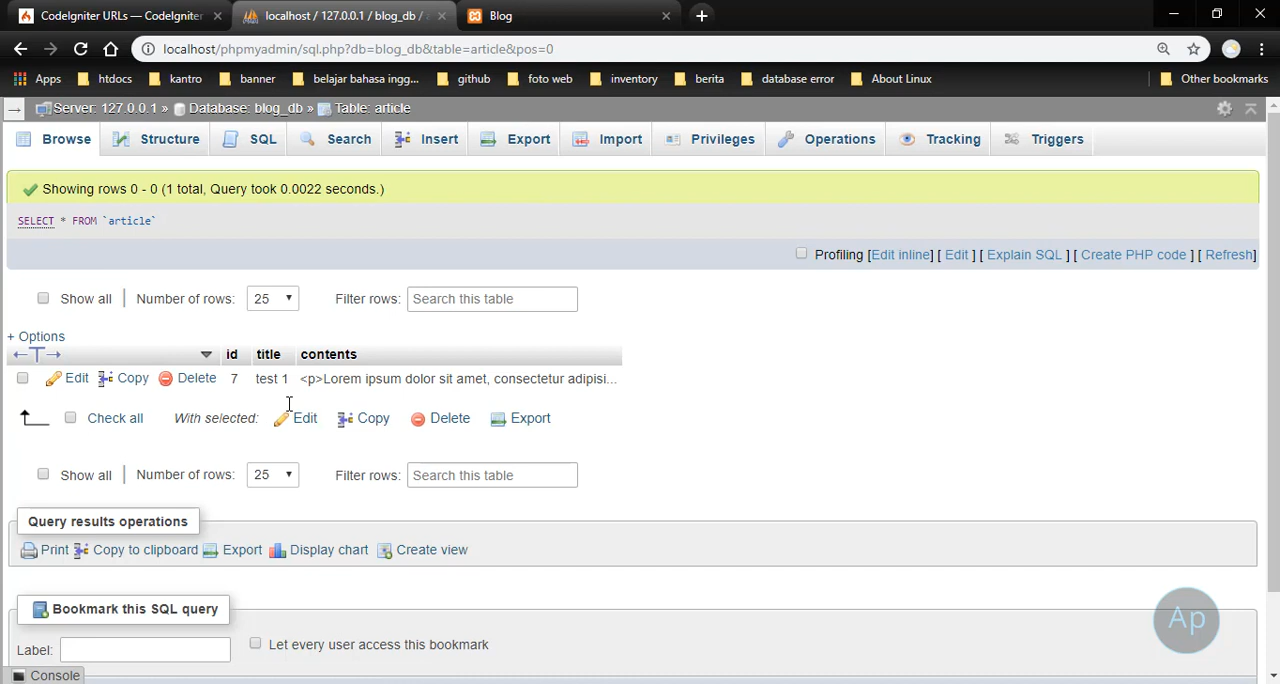 CodeIgniter URLs — CodeIgniter
localhost / 127.0.0.1 / blog_db / a
Blog
localhost/phpmyadmin/sql.php?db=blog_db&table=article&pos=0
Apps htdocs kantro banner belajar bahasa ingg... github foto web inventory berita database error About Linux Other bookmarks
Server: 127.0.0.1 » Database: blog_db » Table: article
Browse Structure SQL Search Insert Export Import Privileges Operations Tracking Triggers
Showing rows 0 - 0 (1 total, Query took 0.0022 seconds.)
SELECT * FROM `article`
Profiling [Edit inline] [ Edit ] [ Explain SQL ] [ Create PHP code ] [ Refresh]
Show all Number of rows: 25 Filter rows: Search this table
+ Options
←T→ id title contents
Edit Copy Delete 7 test 1 <p>Lorem ipsum dolor sit amet, consectetur adipisi...
Check all With selected: Edit Copy Delete Export
Show all Number of rows: 25 Filter rows: Search this table
Query results operations
Print Copy to clipboard Export Display chart Create view
Bookmark this SQL query
Label: Let every user access this bookmark
Console
Ap